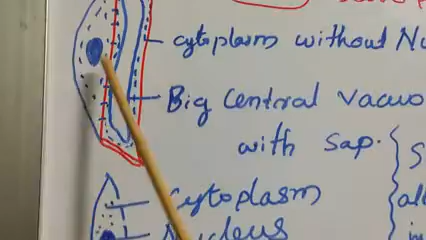 cytoplasm without Nu
Big Central Vacuo
with sap.
Cytoplasm
Nucleus